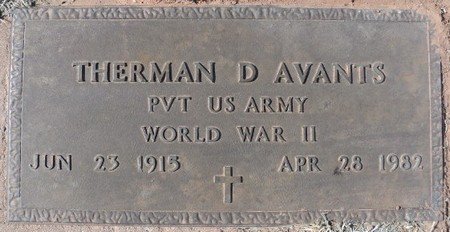 THERMAN D AVANTS
PVT US ARMY
WORLD WAR II
JUN 23 1915 APR 28 1982